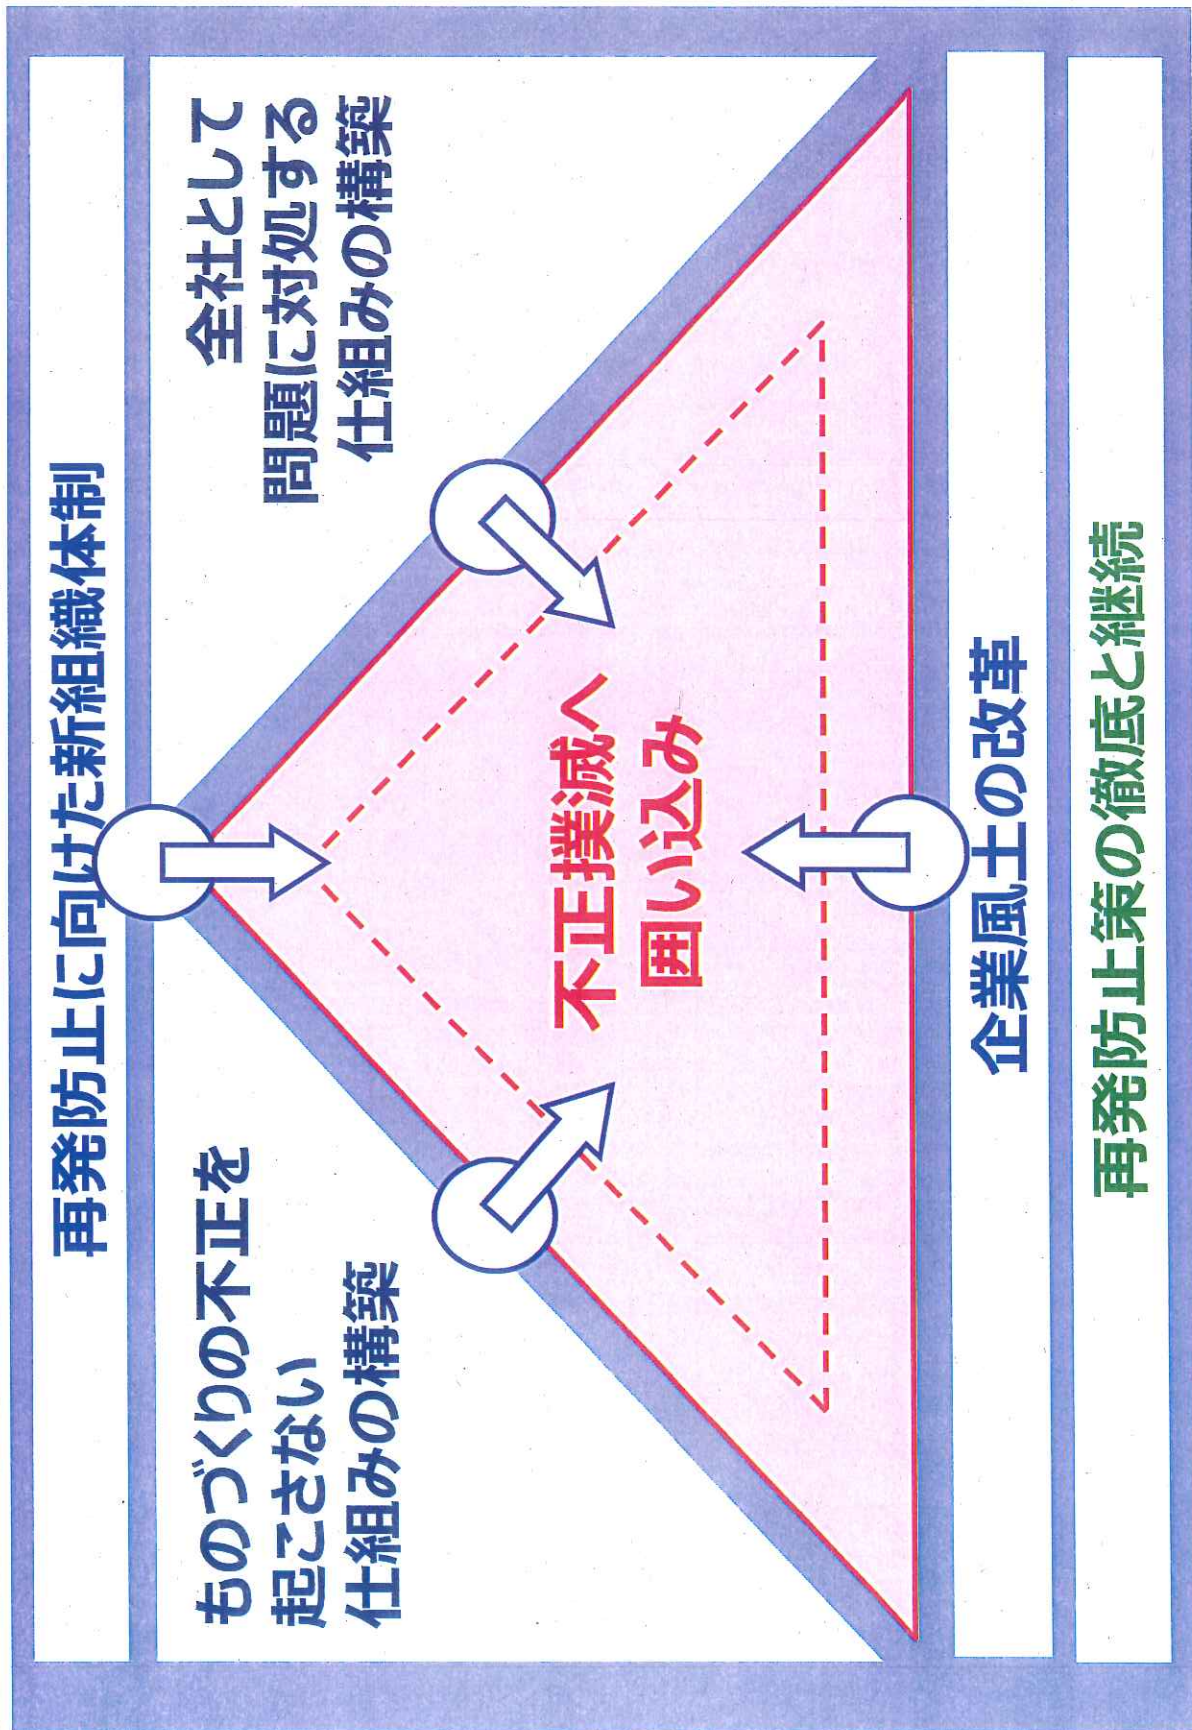 再発防止に向けた新組織体制
ものづくりの不正を
起こさない
仕組みの構築
全社として
問題に対処する
仕組みの構築
不正撲滅へ
囲い込み
企業風土の改革
再発防止策の徹底と継続